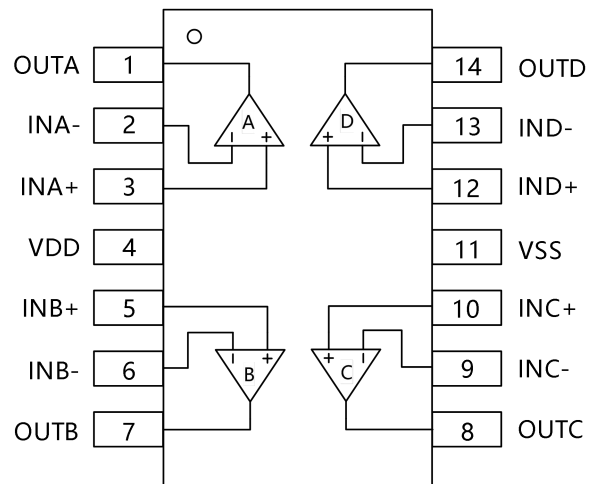 OUTA 1 14 OUTD
A D
INA- 2 - + + - 13 IND-
INA+ 3 12 IND+
VDD 4 11 VSS
INB+ 5 10 INC+
- + + -
INB- 6 B C 9 INC-
OUTB 7 8 OUTC